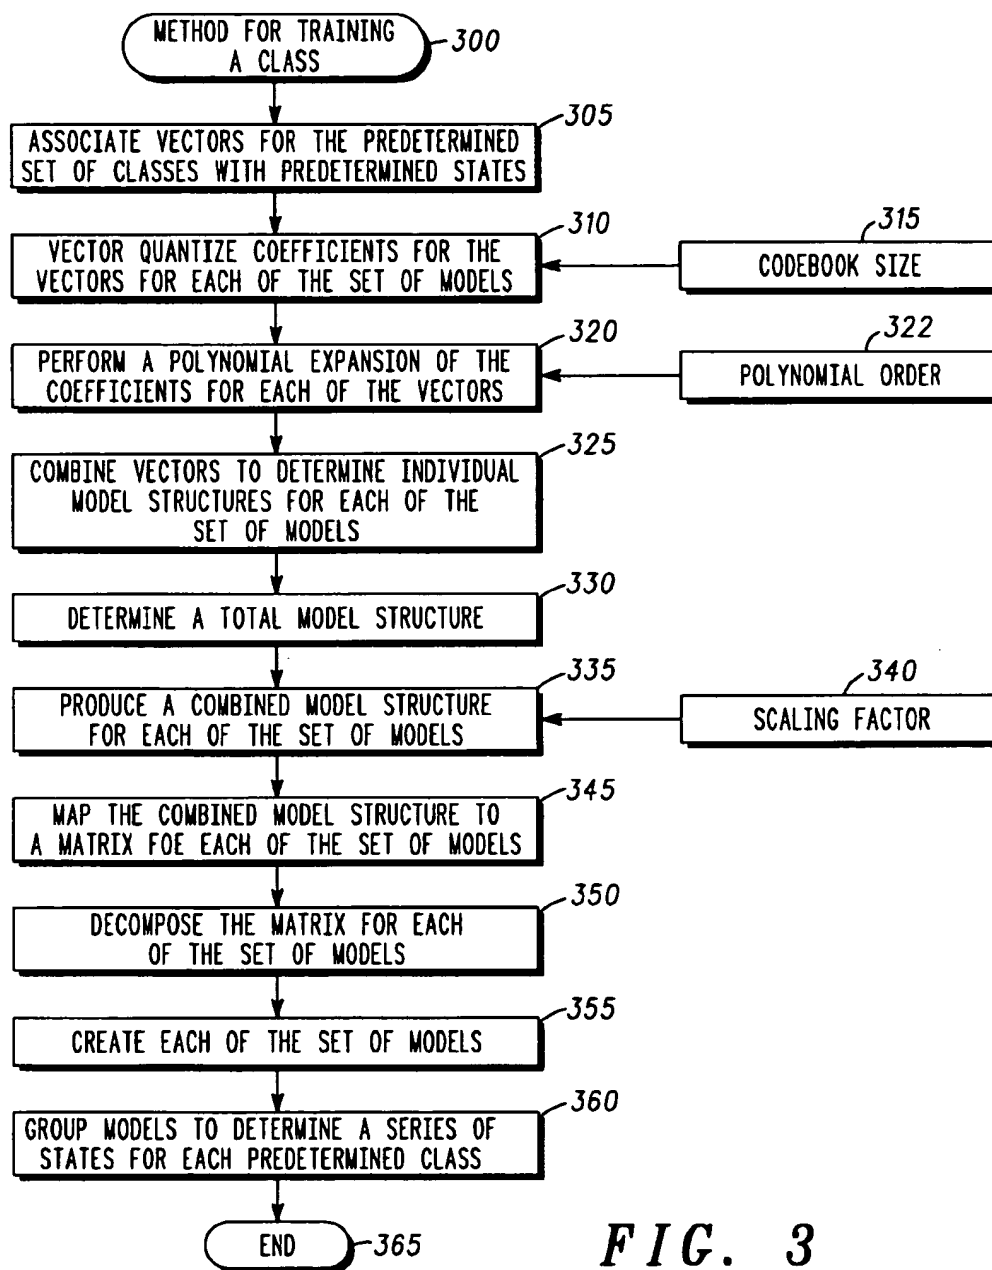 METHOD FOR TRAINING
A CLASS
300
305
ASSOCIATE VECTORS FOR THE PREDETERMINED
SET OF CLASSES WITH PREDETERMINED STATES
310
VECTOR QUANTIZE COEFFICIENTS FOR THE
VECTORS FOR EACH OF THE SET OF MODELS
315
CODEBOOK SIZE
320
PERFORM A POLYNOMIAL EXPANSION OF THE
COEFFICIENTS FOR EACH OF THE VECTORS
322
POLYNOMIAL ORDER
325
COMBINE VECTORS TO DETERMINE INDIVIDUAL
MODEL STRUCTURES FOR EACH OF THE
SET OF MODELS
330
DETERMINE A TOTAL MODEL STRUCTURE
335
PRODUCE A COMBINED MODEL STRUCTURE
FOR EACH OF THE SET OF MODELS
340
SCALING FACTOR
345
MAP THE COMBINED MODEL STRUCTURE TO
A MATRIX FOE EACH OF THE SET OF MODELS
350
DECOMPOSE THE MATRIX FOR EACH
OF THE SET OF MODELS
355
CREATE EACH OF THE SET OF MODELS
360
GROUP MODELS TO DETERMINE A SERIES OF
STATES FOR EACH PREDETERMINED CLASS
END
365
FIG. 3